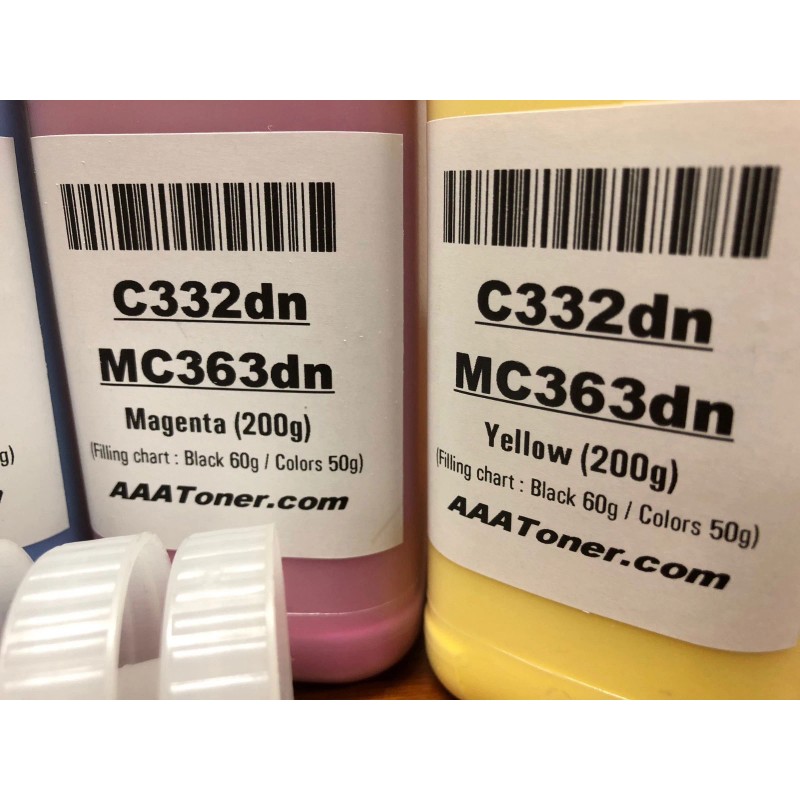 g)
C332dn
MC363dn
Magenta (200g)
(Filling chart : Black 60g / Colors 50g)
AAAToner.com
C332dn
MC363dn
Yellow (200g)
(Filling chart : Black 60g / Colors 50g)
AAAToner.com